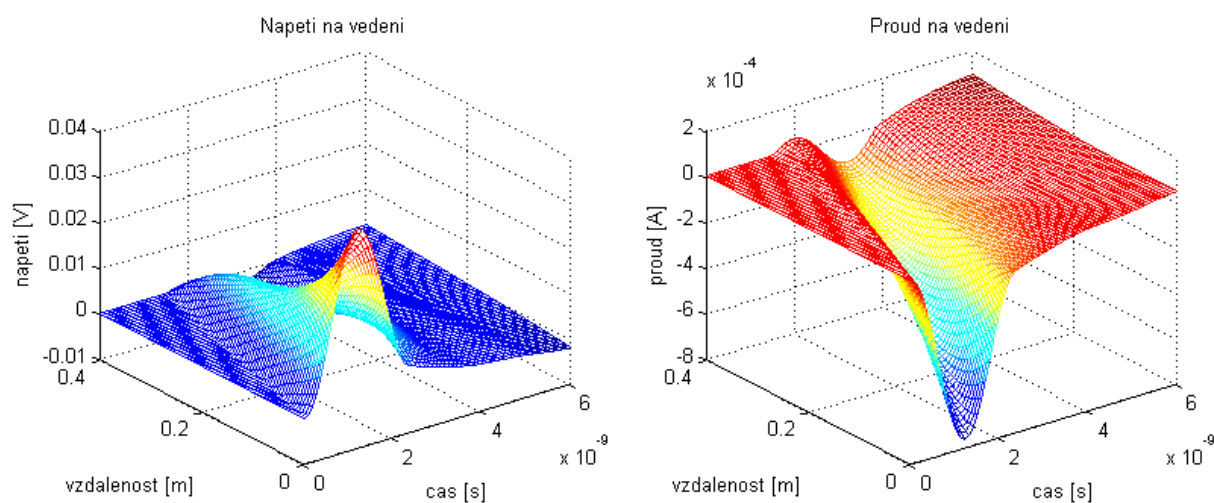 Napeti na vedeni
0.04
0.03
0.02
0.01
0
-0.01
napeti [V]
0.4
0.2
0
vzdalenost [m]
0
2
4
6
x 10^-9
cas [s]
Proud na vedeni
x 10^-4
2
0
-2
-4
-6
-8
proud [A]
0.4
0.2
0
vzdalenost [m]
0
2
4
6
x 10^-9
cas [s]